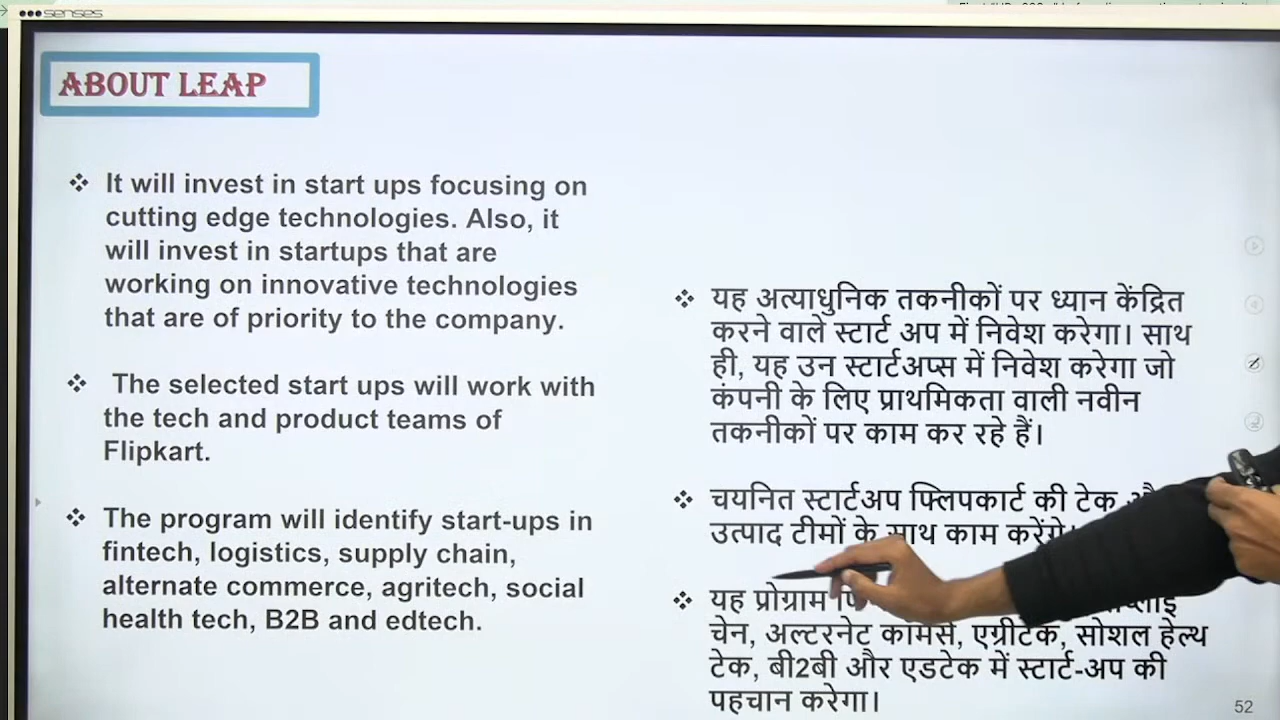 senses
ABOUT LEAP
❖ It will invest in start ups focusing on
cutting edge technologies. Also, it
will invest in startups that are
working on innovative technologies
that are of priority to the company.
❖ The selected start ups will work with
the tech and product teams of
Flipkart.
❖ The program will identify start-ups in
fintech, logistics, supply chain,
alternate commerce, agritech, social
health tech, B2B and edtech.
❖ यह अत्याधुनिक तकनीकों पर ध्यान केंद्रित
करने वाले स्टार्ट अप में निवेश करेगा। साथ
ही, यह उन स्टार्टअप्स में निवेश करेगा जो
कंपनी के लिए प्राथमिकता वाली नवीन
तकनीकों पर काम कर रहे हैं।
❖ चयनित स्टार्टअप फ्लिपकार्ट की टेक
उत्पाद टीमों के साथ काम करेंगे।
❖ यह प्रोग्राम
चेन, अल्टरनेट कॉमर्स, एग्रीटेक, सोशल हेल्थ
टेक, बी2बी और एडटेक में स्टार्ट-अप की
पहचान करेगा।
52